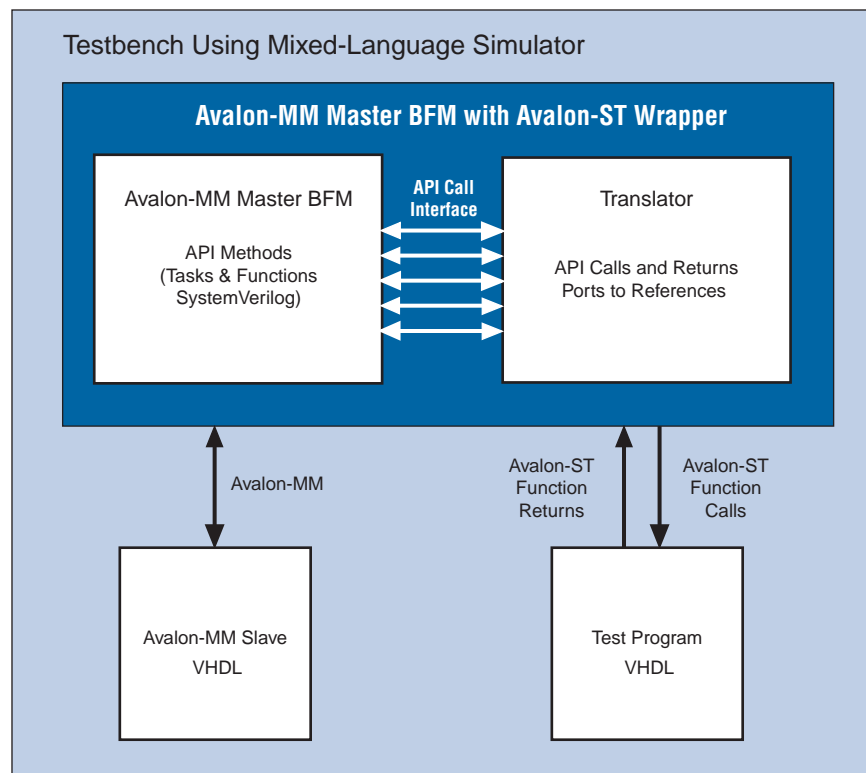 Testbench Using Mixed-Language Simulator
Avalon-MM Master BFM with Avalon-ST Wrapper
Avalon-MM Master BFM
API Methods
(Tasks & Functions
SystemVerilog)
API Call
Interface
Translator
API Calls and Returns
Ports to References
Avalon-MM
Avalon-ST
Function
Returns
Avalon-ST
Function
Calls
Avalon-MM Slave
VHDL
Test Program
VHDL